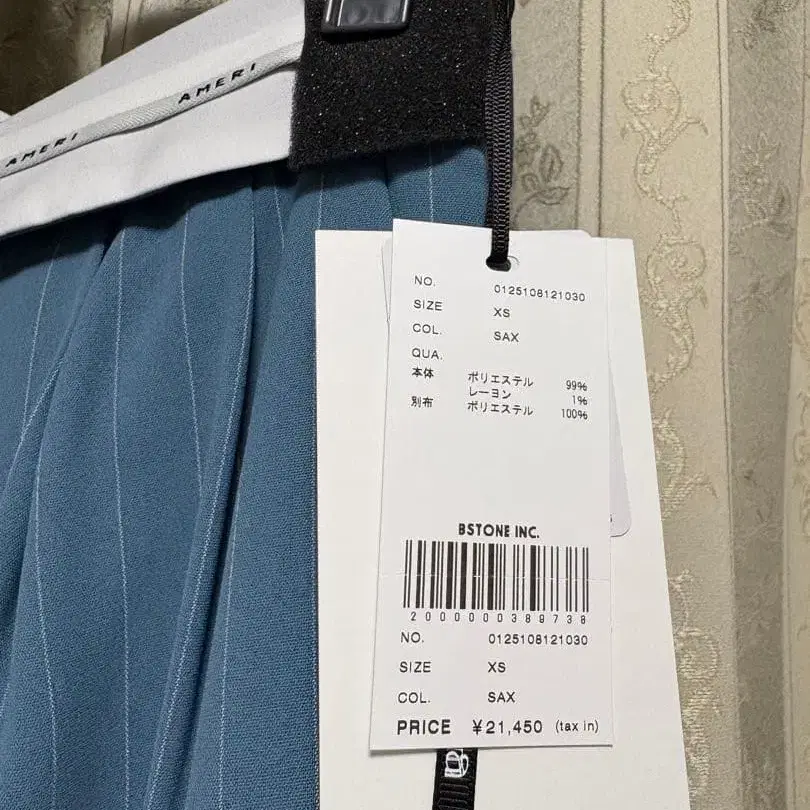 AMERI
AMERI
NO. 0125108121030
SIZE XS
COL. SAX
QUA.
本体 ポリエステル 99%
レーヨン 1%
別布 ポリエステル 100%
BSTONE INC.
2000000389738
NO. 0125108121030
SIZE XS
COL. SAX
PRICE ¥21,450 (tax in)